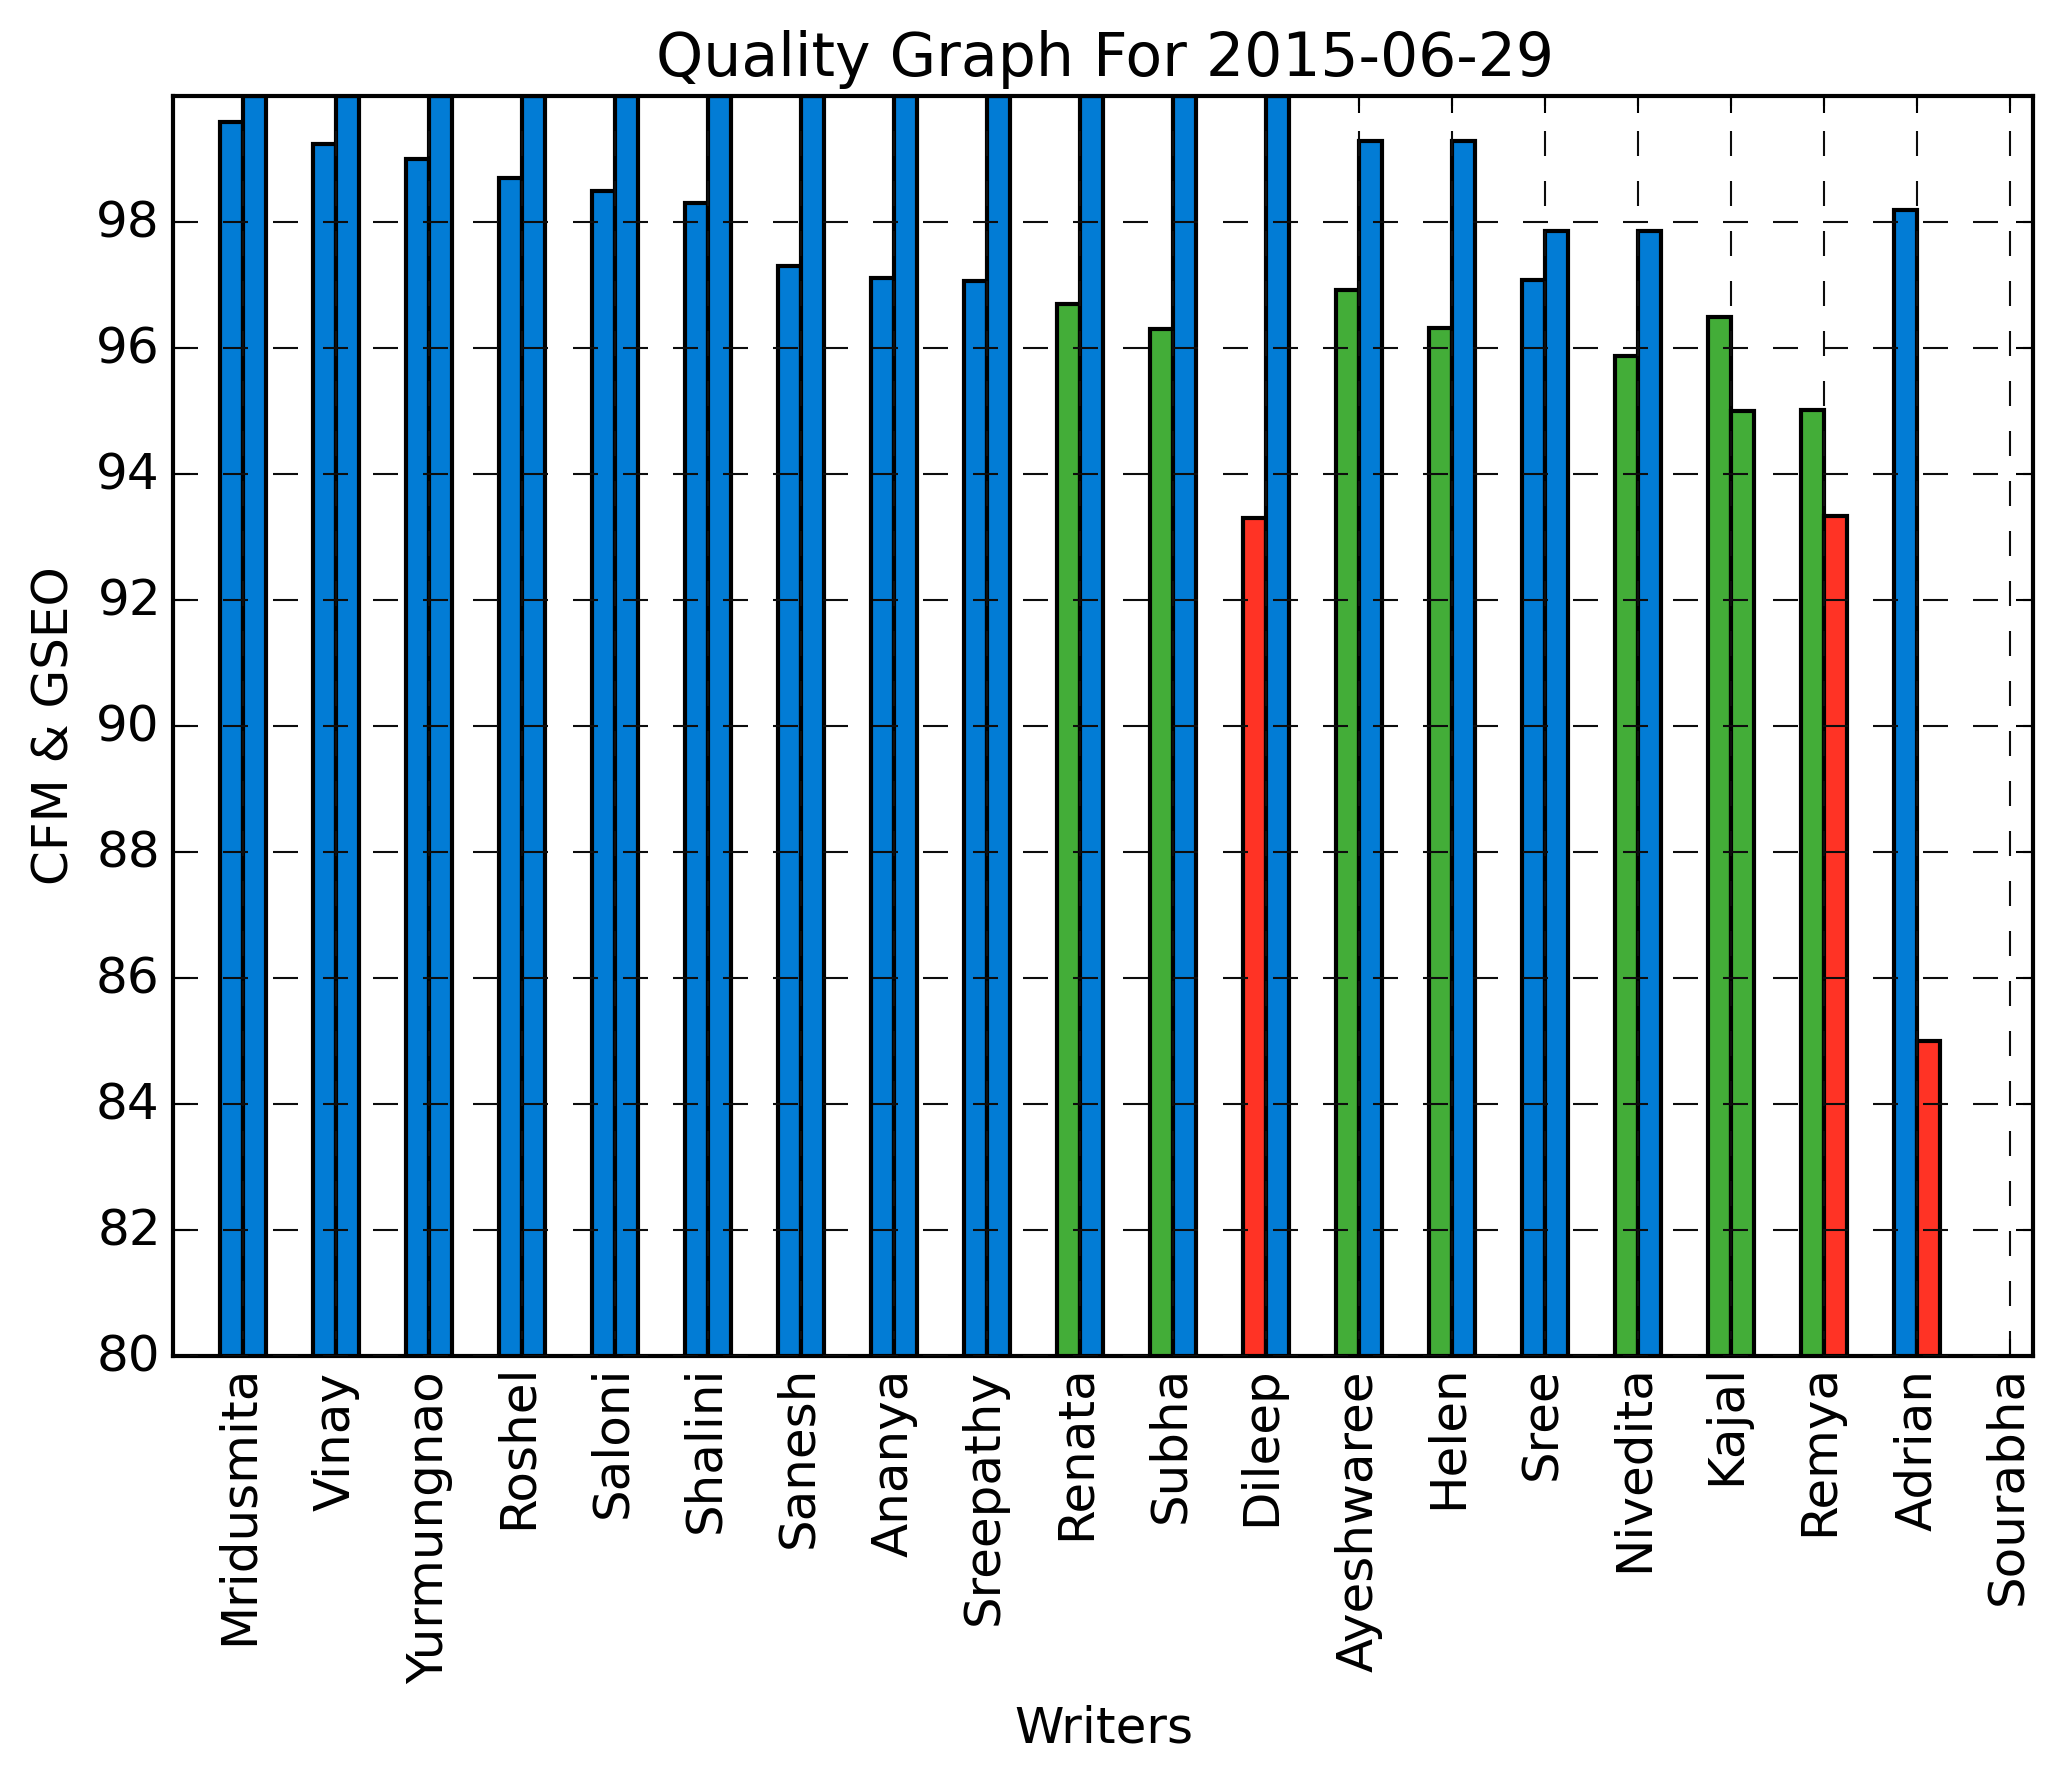 Quality Graph For 2015-06-29
98
96
94
92
90
88
86
84
82
80
CFM & GSEO
Mridusmita
Vinay
Yurmungnao
Roshel
Saloni
Shalini
Sanesh
Ananya
Sreepathy
Renata
Subha
Dileep
Ayeshwaree
Helen
Sree
Nivedita
Kajal
Remya
Adrian
Sourabha
Writers